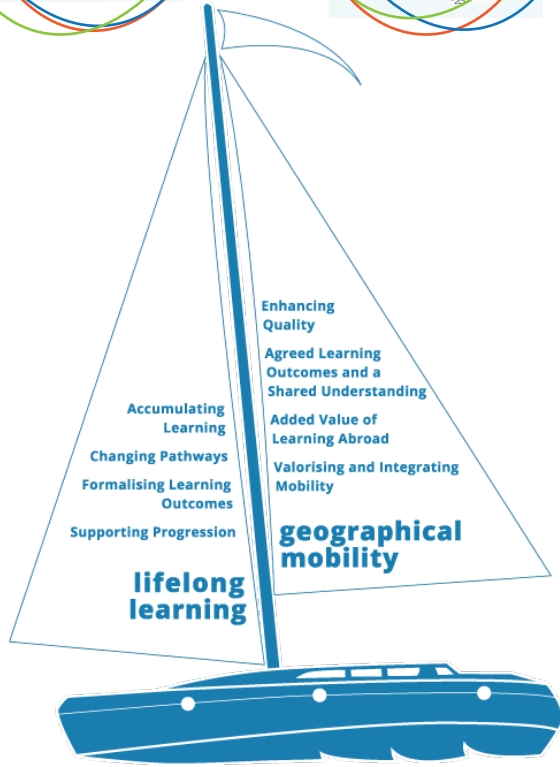 Accumulating
Learning
Changing Pathways
Formalising Learning
Outcomes
Supporting Progression
lifelong
learning
Enhancing
Quality
Agreed Learning
Outcomes and a
Shared Understanding
Added Value of
Learning Abroad
Valorising and Integrating
Mobility
geographical
mobility